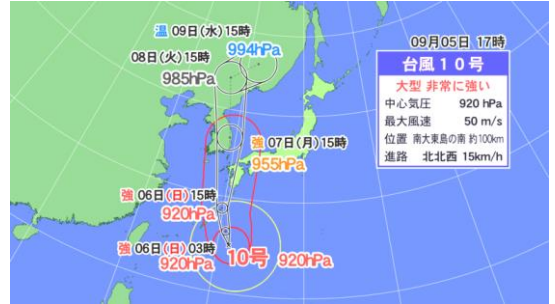 温 09日(水)15時
994hPa
08日(火)15時
985hPa
強 07日(月)15時
955hPa
強 06日(日)15時
920hPa
強 06日(日)03時
920hPa
10号 920hPa
09月05日 17時
台風10号
大型 非常に強い
中心気圧 920 hPa
最大風速 50 m/s
位置 南大東島の南 約100km
進路 北北西 15km/h